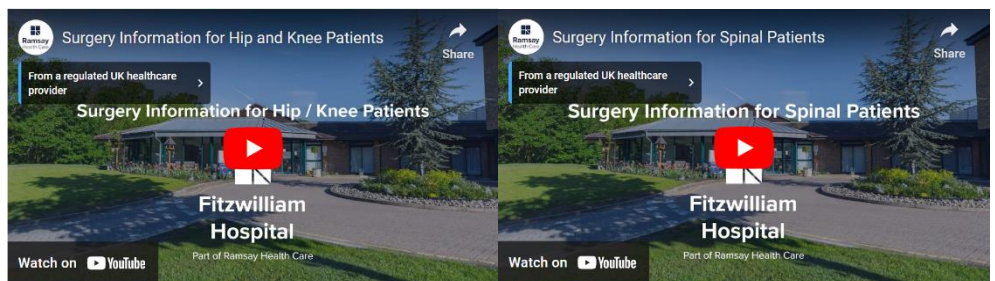 Ramsay
Health Care
Surgery Information for Hip and Knee Patients
Share
From a regulated UK healthcare
provider
Surgery Information for Hip / Knee Patients
Fitzwilliam
Hospital
Part of Ramsay Health Care
Watch on YouTube
Ramsay
Health Care
Surgery Information for Spinal Patients
Share
From a regulated UK healthcare
provider
Surgery Information for Spinal Patients
Fitzwilliam
Hospital
Part of Ramsay Health Care
Watch on YouTube